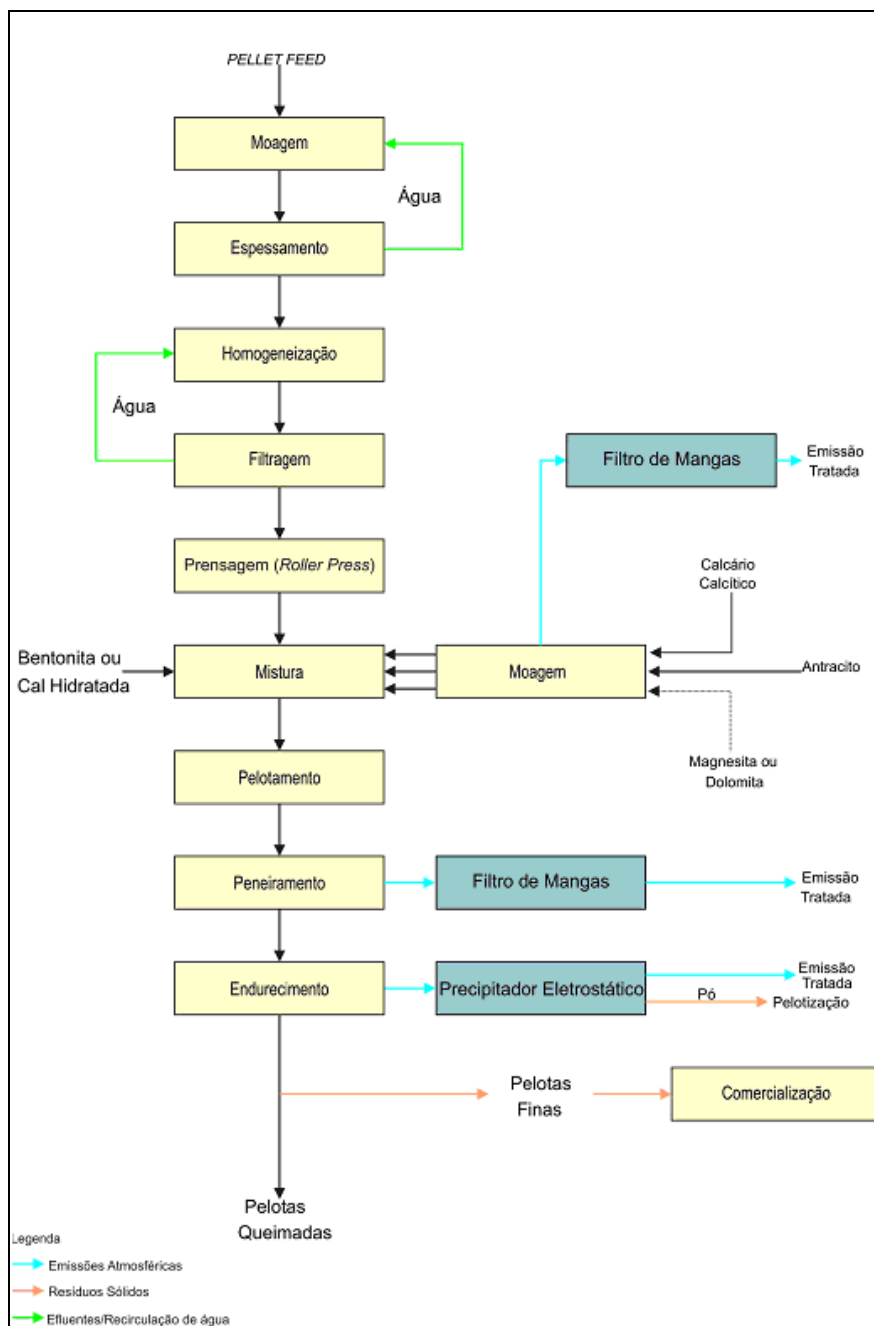 PELLET FEED
Moagem
Água
Espessamento
Homogeneização
Água
Filtragem
Filtro de Mangas
Emissão
Tratada
Prensagem (Roller Press)
Calcário
Calcítico
Bentonita ou
Cal Hidratada
Mistura
Moagem
Antracito
Magnesita ou
Dolomita
Pelotamento
Peneiramento
Filtro de Mangas
Emissão
Tratada
Endurecimento
Precipitador Eletrostático
Emissão
Tratada
Pó
Pelotização
Pelotas
Finas
Comercialização
Pelotas
Queimadas
Legenda
Emissões Atmosféricas
Resíduos Sólidos
Efluentes/Recirculação de água